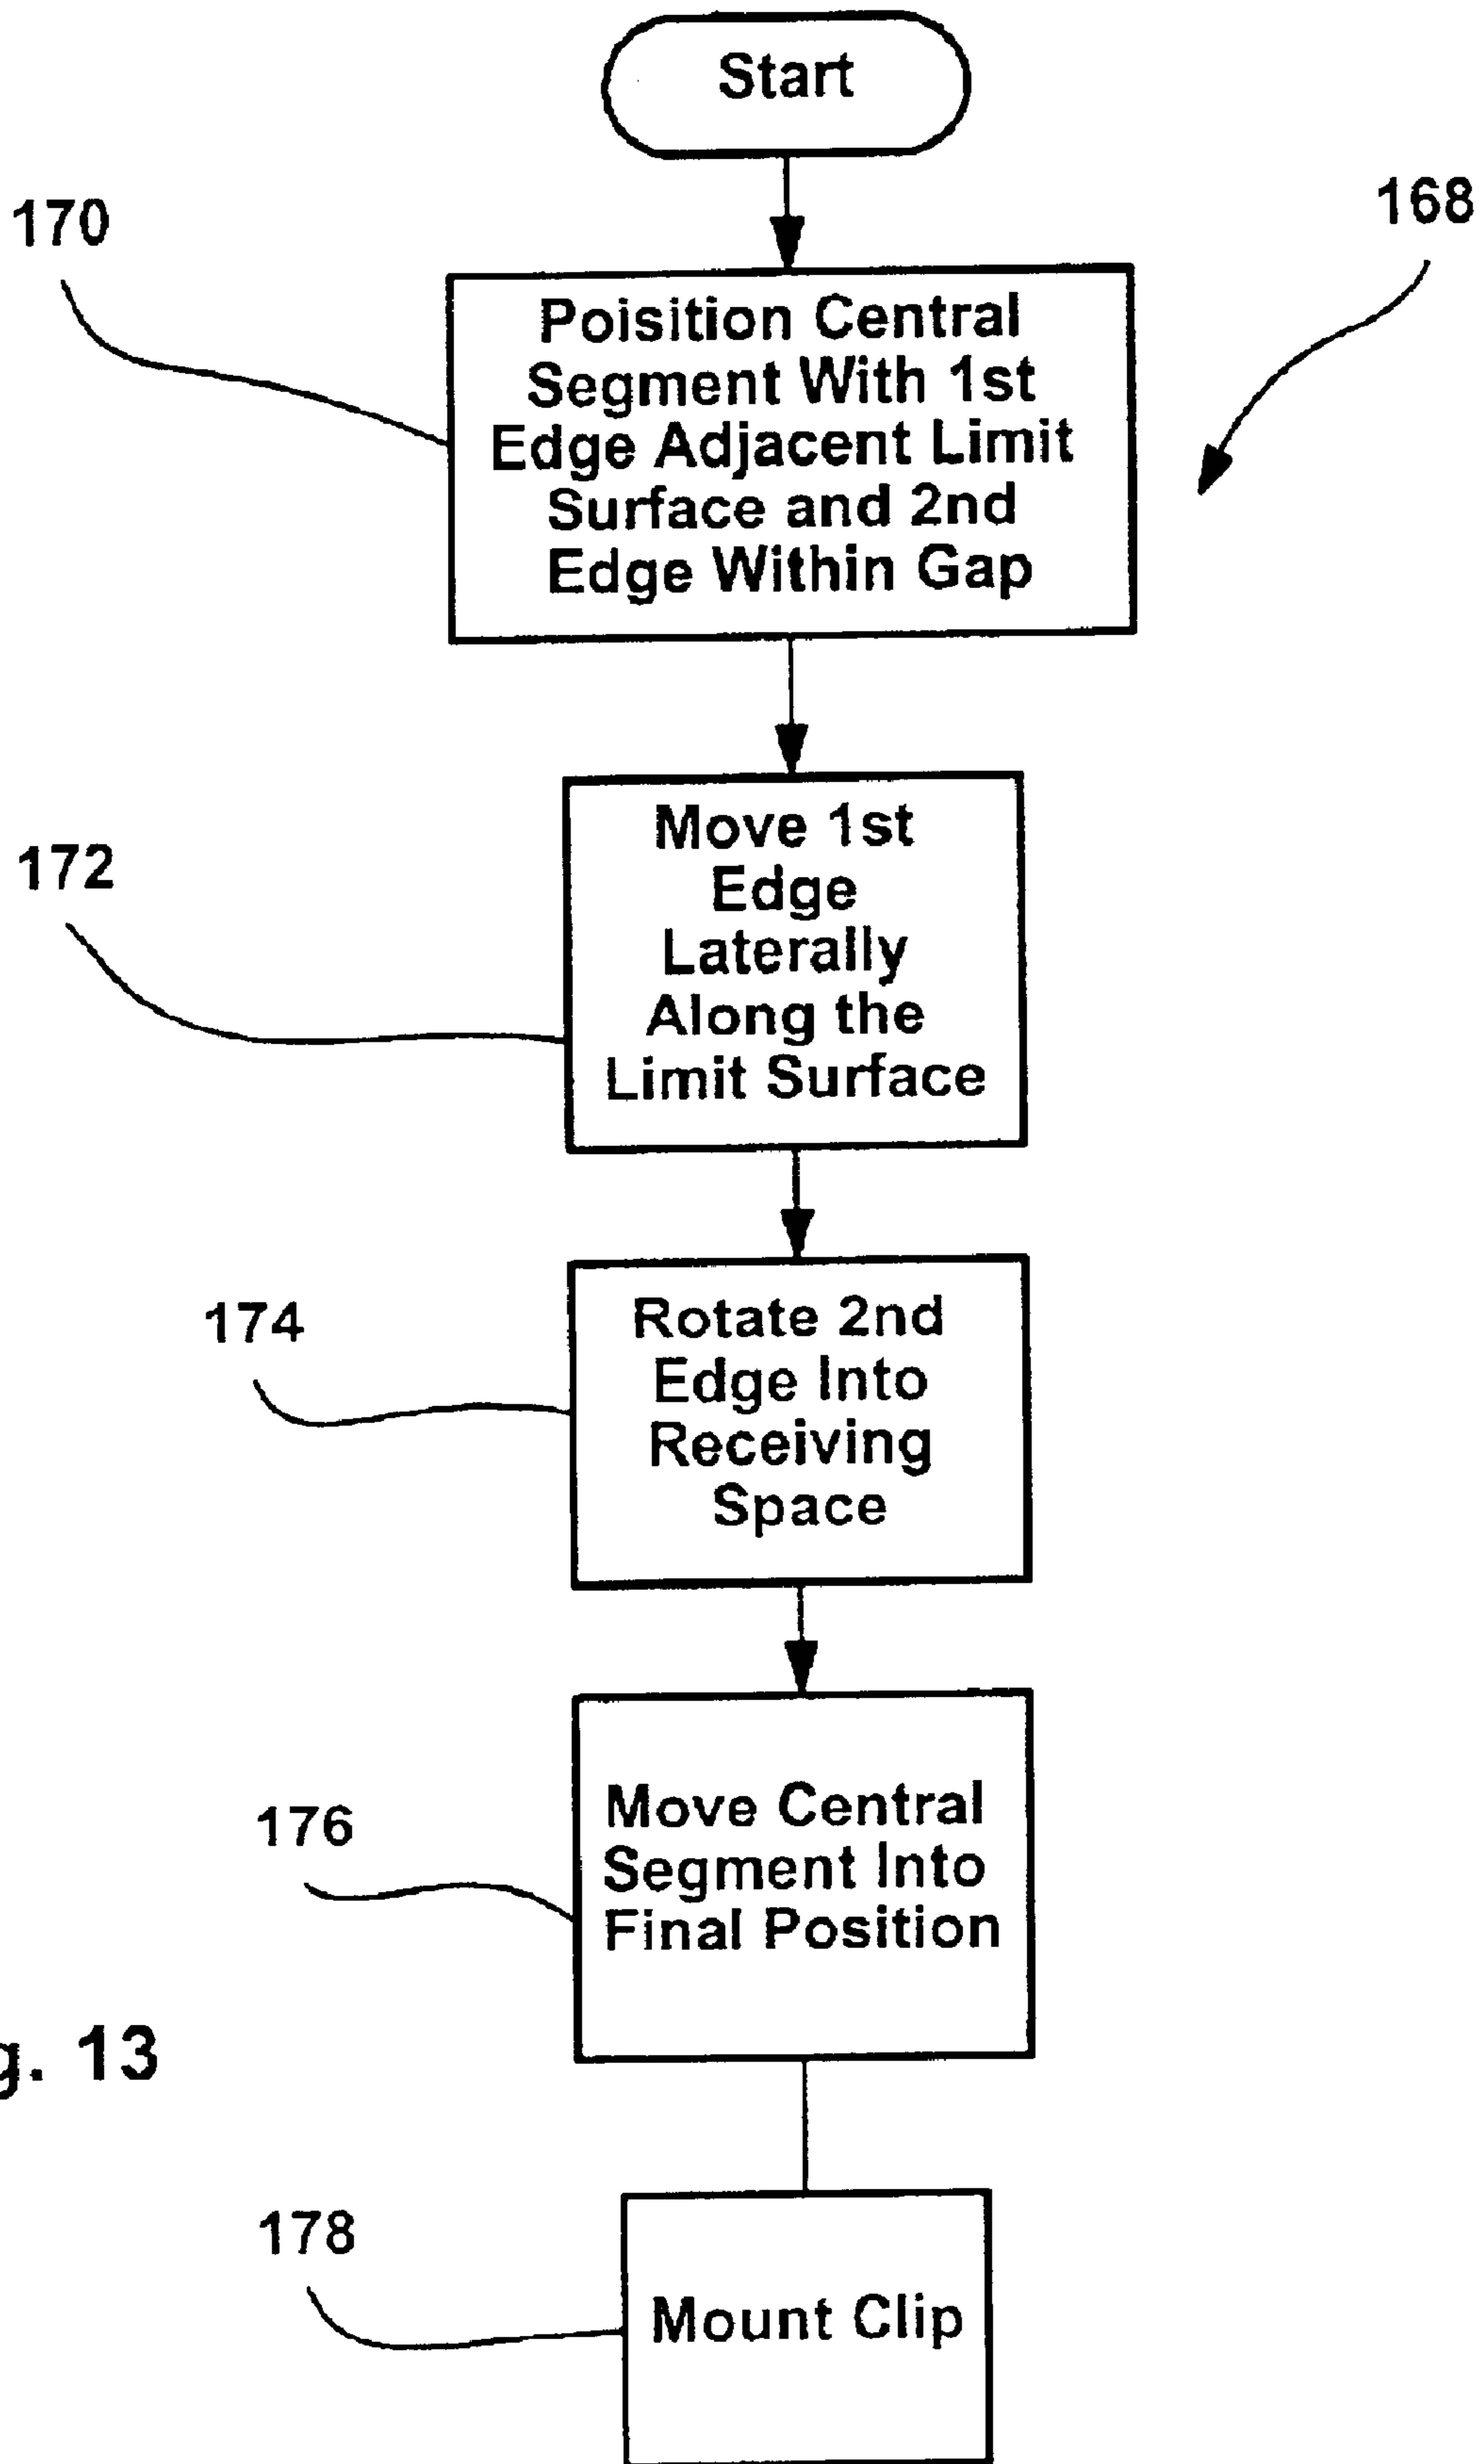 Start
170
168
Poisition Central
Segment With 1st
Edge Adjacent Limit
Surface and 2nd
Edge Within Gap
172
Move 1st
Edge
Laterally
Along the
Limit Surface
174
Rotate 2nd
Edge Into
Receiving
Space
176
Move Central
Segment Into
Final Position
g. 13
178
Mount Clip